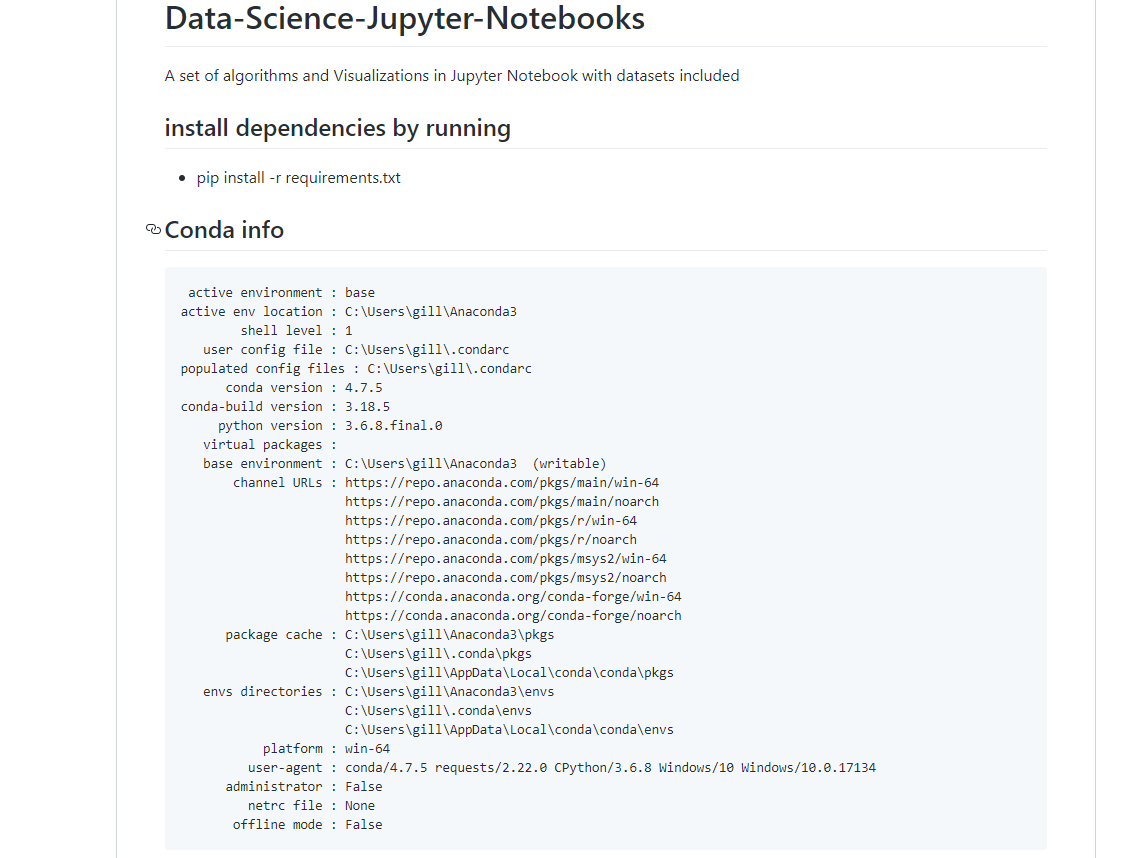 Data-Science-Jupyter-Notebooks
A set of algorithms and Visualizations in Jupyter Notebook with datasets included
install dependencies by running
• pip install -r requirements.txt
Conda info
active environment : base
active env location : C:\Users\gill\Anaconda3
shell level : 1
user config file : C:\Users\gill\.condarc
populated config files : C:\Users\gill\.condarc
conda version : 4.7.5
conda-build version : 3.18.5
python version : 3.6.8.final.0
virtual packages :
base environment : C:\Users\gill\Anaconda3  (writable)
channel URLs : https://repo.anaconda.com/pkgs/main/win-64
https://repo.anaconda.com/pkgs/main/noarch
https://repo.anaconda.com/pkgs/r/win-64
https://repo.anaconda.com/pkgs/r/noarch
https://repo.anaconda.com/pkgs/msys2/win-64
https://repo.anaconda.com/pkgs/msys2/noarch
https://conda.anaconda.org/conda-forge/win-64
https://conda.anaconda.org/conda-forge/noarch
package cache : C:\Users\gill\Anaconda3\pkgs
C:\Users\gill\.conda\pkgs
C:\Users\gill\AppData\Local\conda\conda\pkgs
envs directories : C:\Users\gill\Anaconda3\envs
C:\Users\gill\.conda\envs
C:\Users\gill\AppData\Local\conda\conda\envs
platform : win-64
user-agent : conda/4.7.5 requests/2.22.0 CPython/3.6.8 Windows/10 Windows/10.0.17134
administrator : False
netrc file : None
offline mode : False